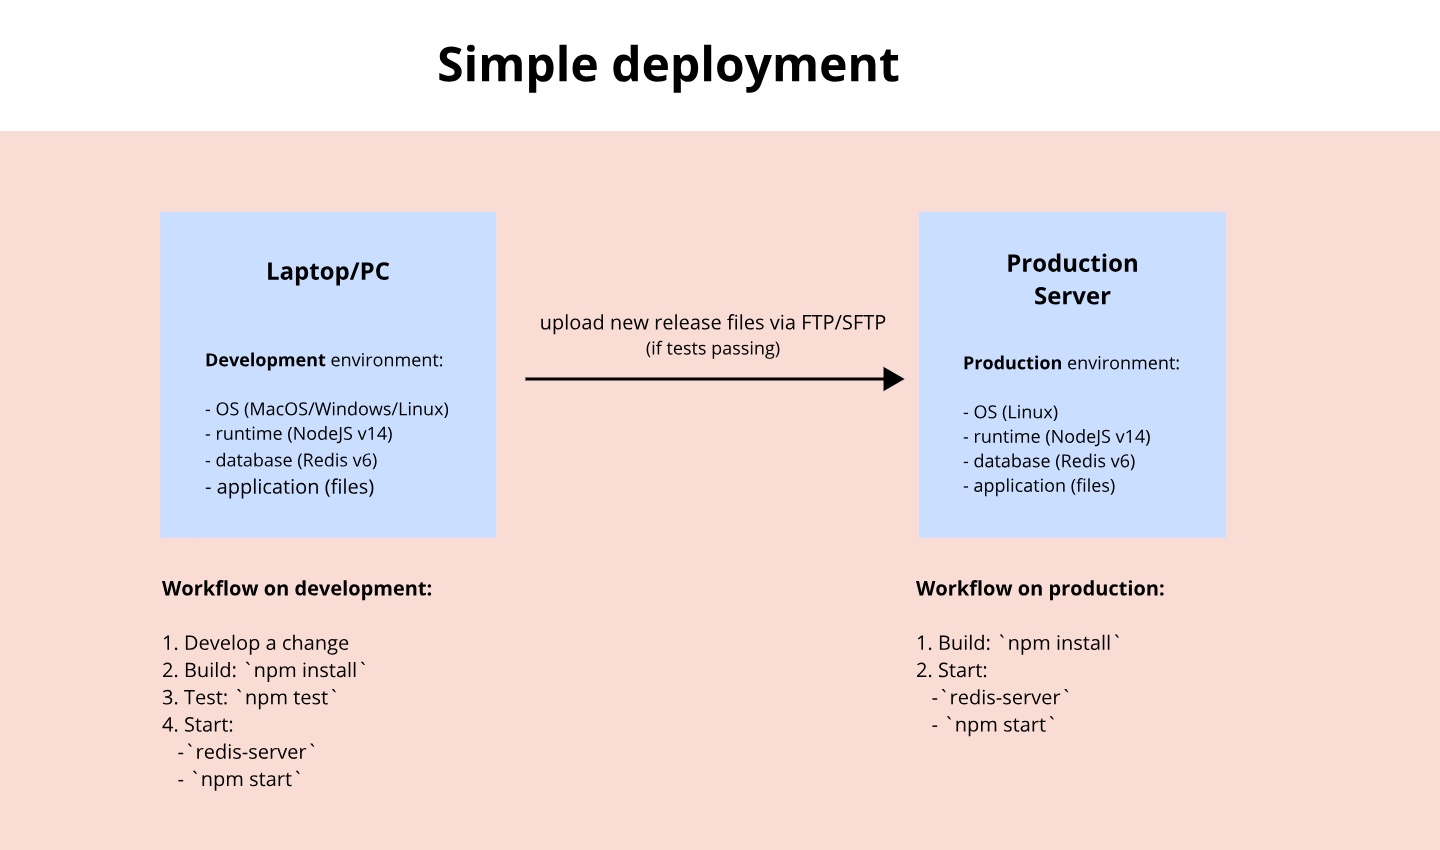 Simple deployment
Laptop/PC
Development environment:
- OS (MacOS/Windows/Linux)
- runtime (NodeJS v14)
- database (Redis v6)
- application (files)
upload new release files via FTP/SFTP
(if tests passing)
Production
Server
Production environment:
- OS (Linux)
- runtime (NodeJS v14)
- database (Redis v6)
- application (files)
Workflow on development:
1. Develop a change
2. Build: `npm install`
3. Test: `npm test`
4. Start:
-`redis-server`
- `npm start`
Workflow on production:
1. Build: `npm install`
2. Start:
-`redis-server`
- `npm start`